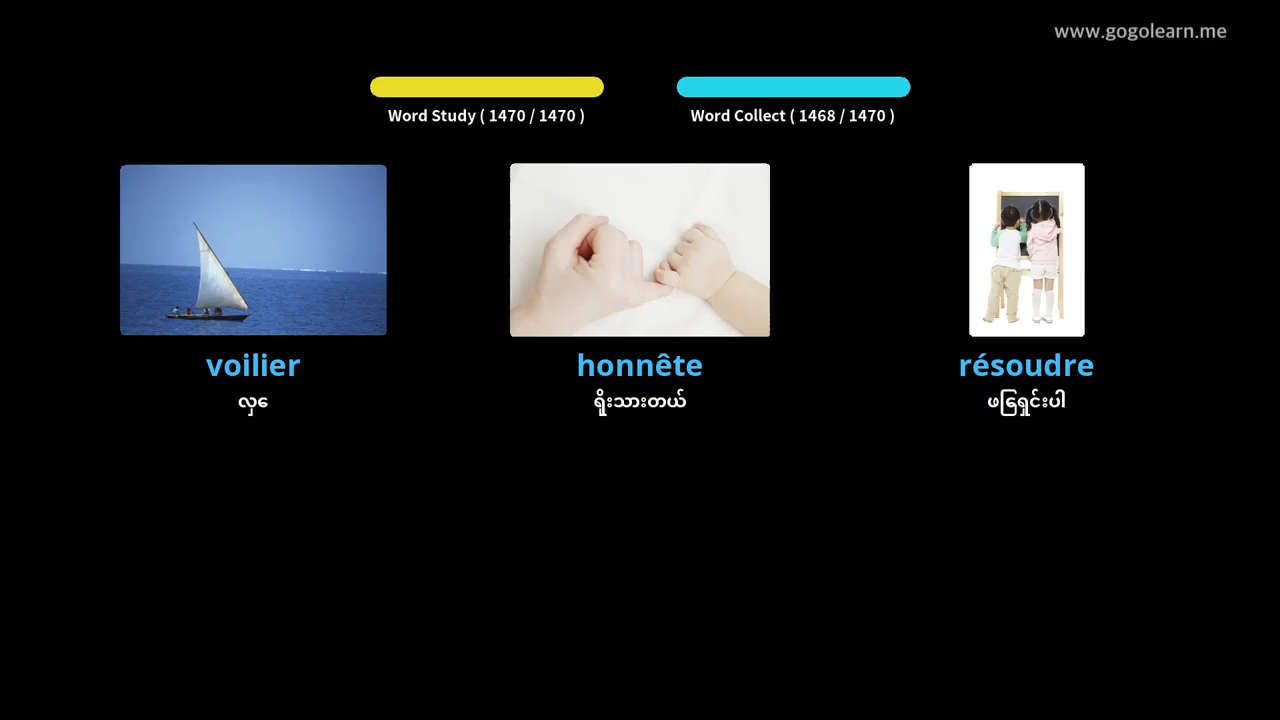 www.gogolearn.me
Word Study ( 1470 / 1470 )
Word Collect ( 1468 / 1470 )
voilier
honnête
résoudre
လှေ
ရိုးသားတယ်
ဖြေရှင်းပါ